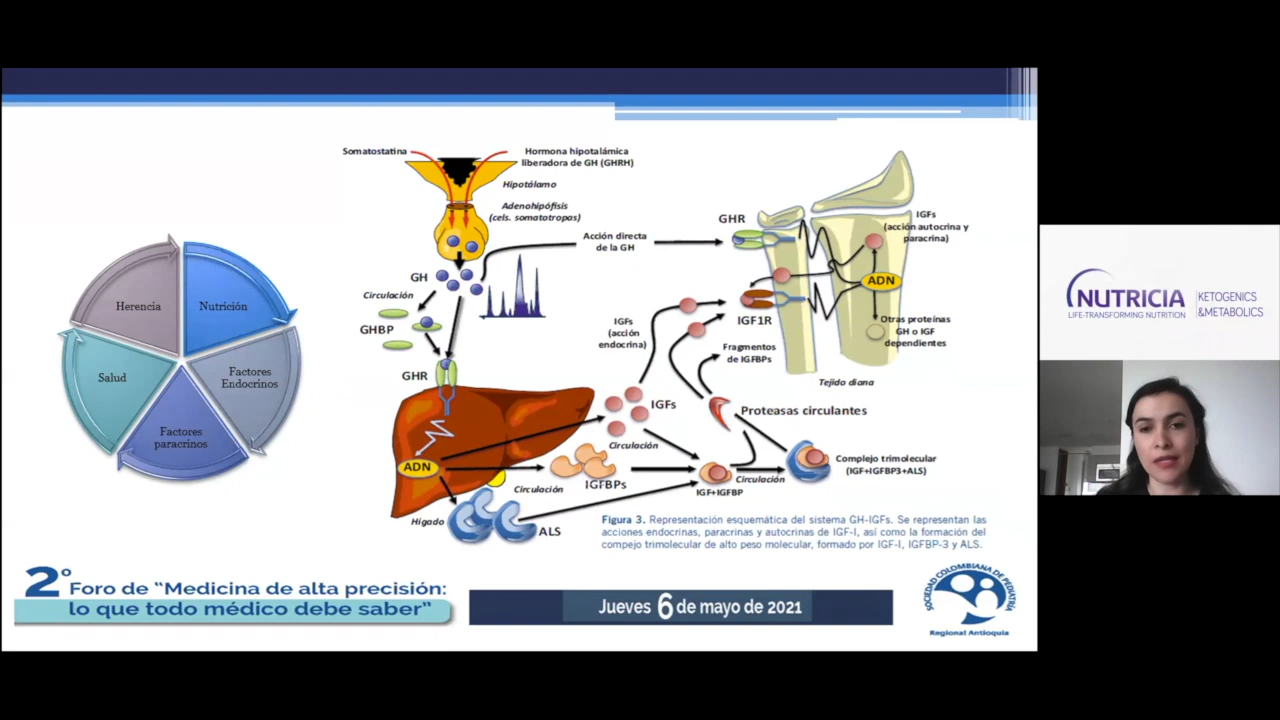 Somatostatina
Hormona hipotalámica
liberadora de GH (GHRH)
Hipotálamo
Adenohipófisis
(cels. somatotropas)
Acción directa
de la GH
GHR
IGFs
(acción autocrina y
paracrina)
GH
Circulación
GHBP
GHR
ADN
IGF1R
IGFs
(acción
endocrina)
Otras proteínas
GH o IGF
dependientes
Fragmentos
de IGFBPs
Tejido diana
Herencia
Nutrición
Salud
Factores
Endocrinos
Factores
paracrinos
IGFs
Proteasas circulantes
Circulación
ADN
Complejo trimolecular
(IGF+IGFBP3+ALS)
IGFBPs
Circulación
Circulación
IGF+IGFBP
Hígado
ALS
Figura 3. Representación esquemática del sistema GH-IGFs. Se representan las
acciones endocrinas, paracrinas y autocrinas de IGF-I, así como la formación del
compejo trimolecular de alto peso molecular, formado por IGF-I, IGFBP-3 y ALS.
2° Foro de "Medicina de alta precisión:
lo que todo médico debe saber"
Jueves 6 de mayo de 2021
SOCIEDAD COLOMBIANA DE PEDIATRÍA
Regional Antioquia
NUTRICIA
LIFE-TRANSFORMING NUTRITION
KETOGENICS
&METABOLICS